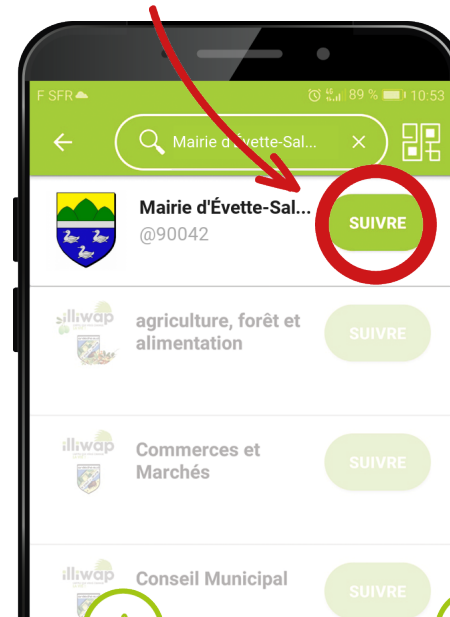 F SFR
89 % 10:53
Mairie d'Évette-Sal...
Mairie d'Évette-Sal...
@90042
SUIVRE
illiwap
agriculture, forêt et
alimentation
SUIVRE
illiwap
Commerces et
Marchés
SUIVRE
illiwap
Conseil Municipal
SUIVRE